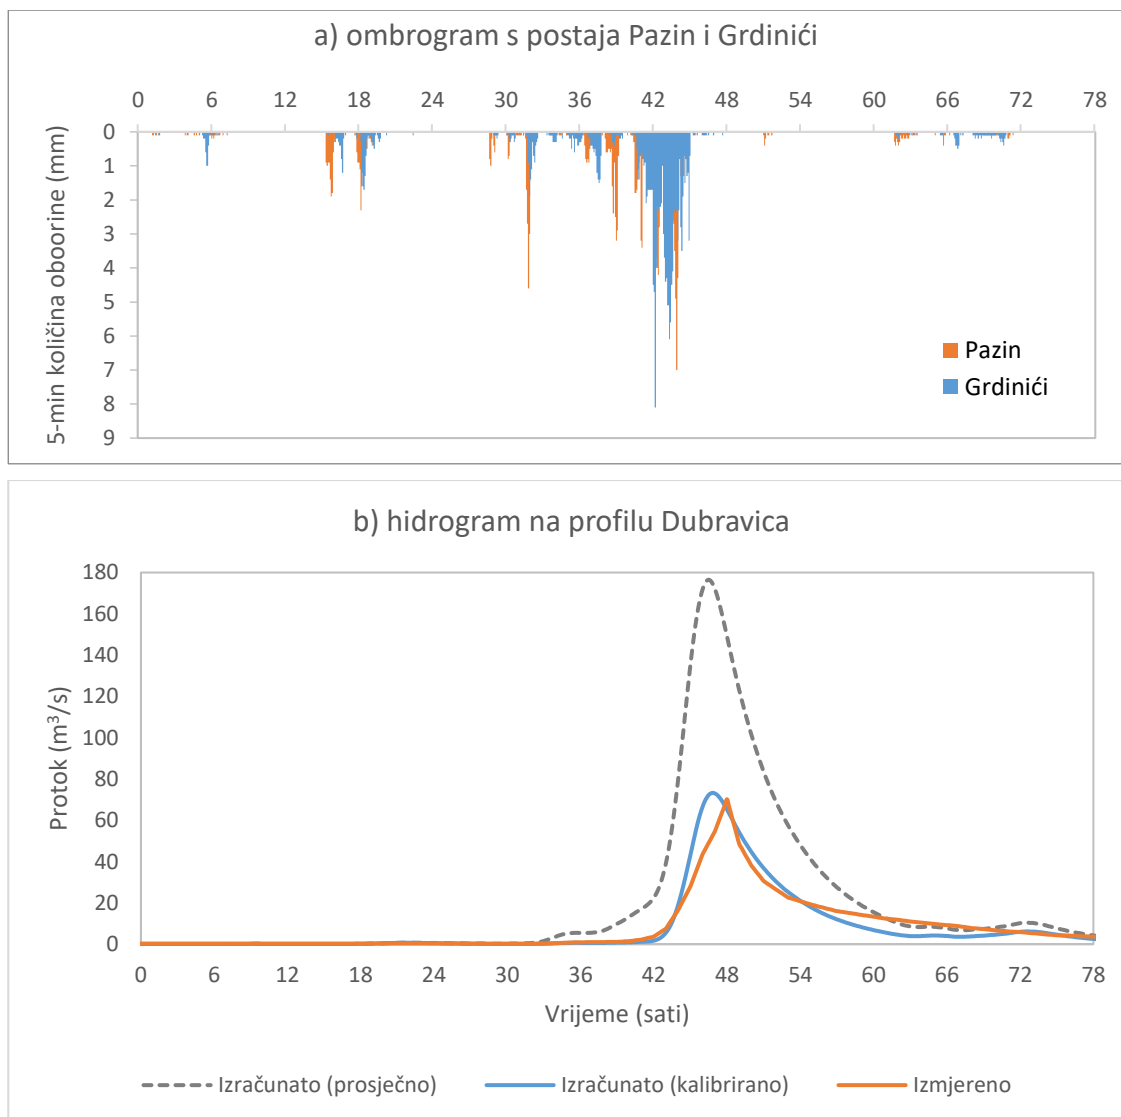 a) ombrogram s postaja Pazin i Grdinići
0 6 12 18 24 30 36 42 48 54 60 66 72 78
5-min količina oboorine (mm)
0
1
2
3
4
5
6
7
8
9
Pazin
Grdinići
b) hidrogram na profilu Dubravica
Protok (m³/s)
180
160
140
120
100
80
60
40
20
0
0 6 12 18 24 30 36 42 48 54 60 66 72 78
Vrijeme (sati)
Izračunato (prosječno) Izračunato (kalibrirano) Izmjereno